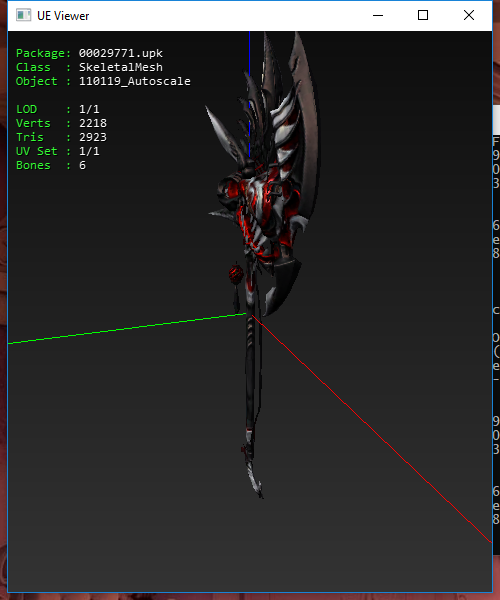 UE Viewer
Package: 00029771.upk
Class : SkeletalMesh
Object : 110119_Autoscale
LOD : 1/1
Verts : 2218
Tris : 2923
UV Set : 1/1
Bones : 6